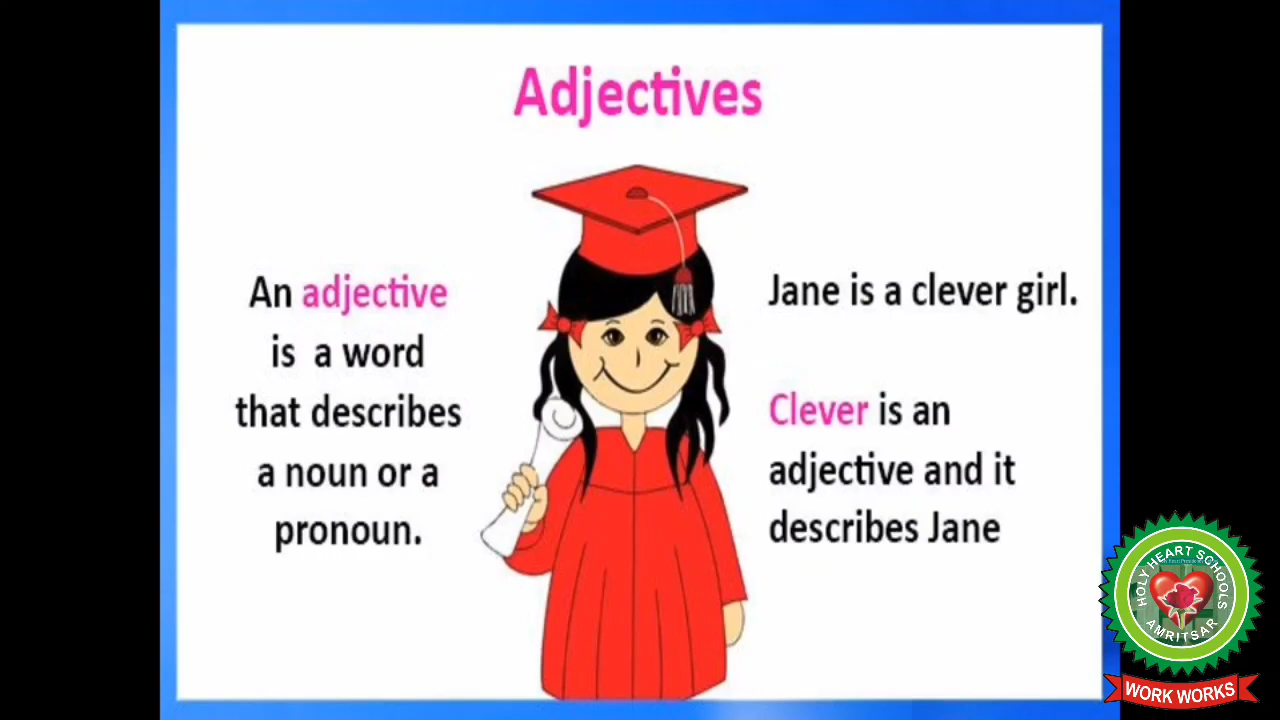 Adjectives
An adjective
is a word
that describes
a noun or a
pronoun.
Jane is a clever girl.
Clever is an
adjective and it
describes Jane
HOLY HEART SCHOOLS
AMRITSAR
WORK WORKS